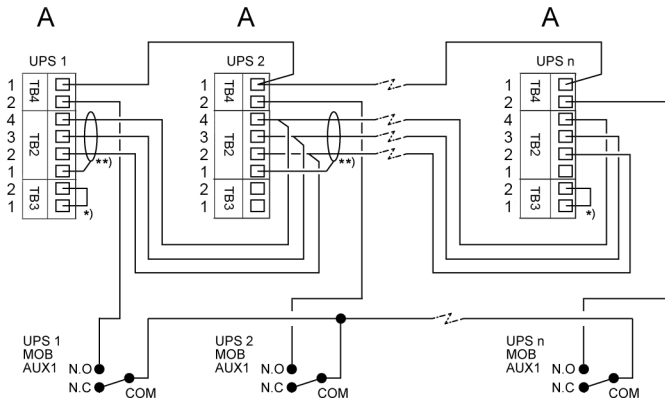 A A A
UPS 1 UPS 2 UPS n
1 TB4 1 TB4 1 TB4
2 2 2
4 4 4
3 TB2 3 TB2 3 TB2
2 2 2
1 **) 1 **) 1
2 TB3 2 TB3 2 TB3
1 *) 1 1 *)
UPS 1 UPS 2 UPS n
MOB MOB MOB
AUX1 N.O AUX1 N.O AUX1 N.O
N.C N.C N.C
COM COM COM